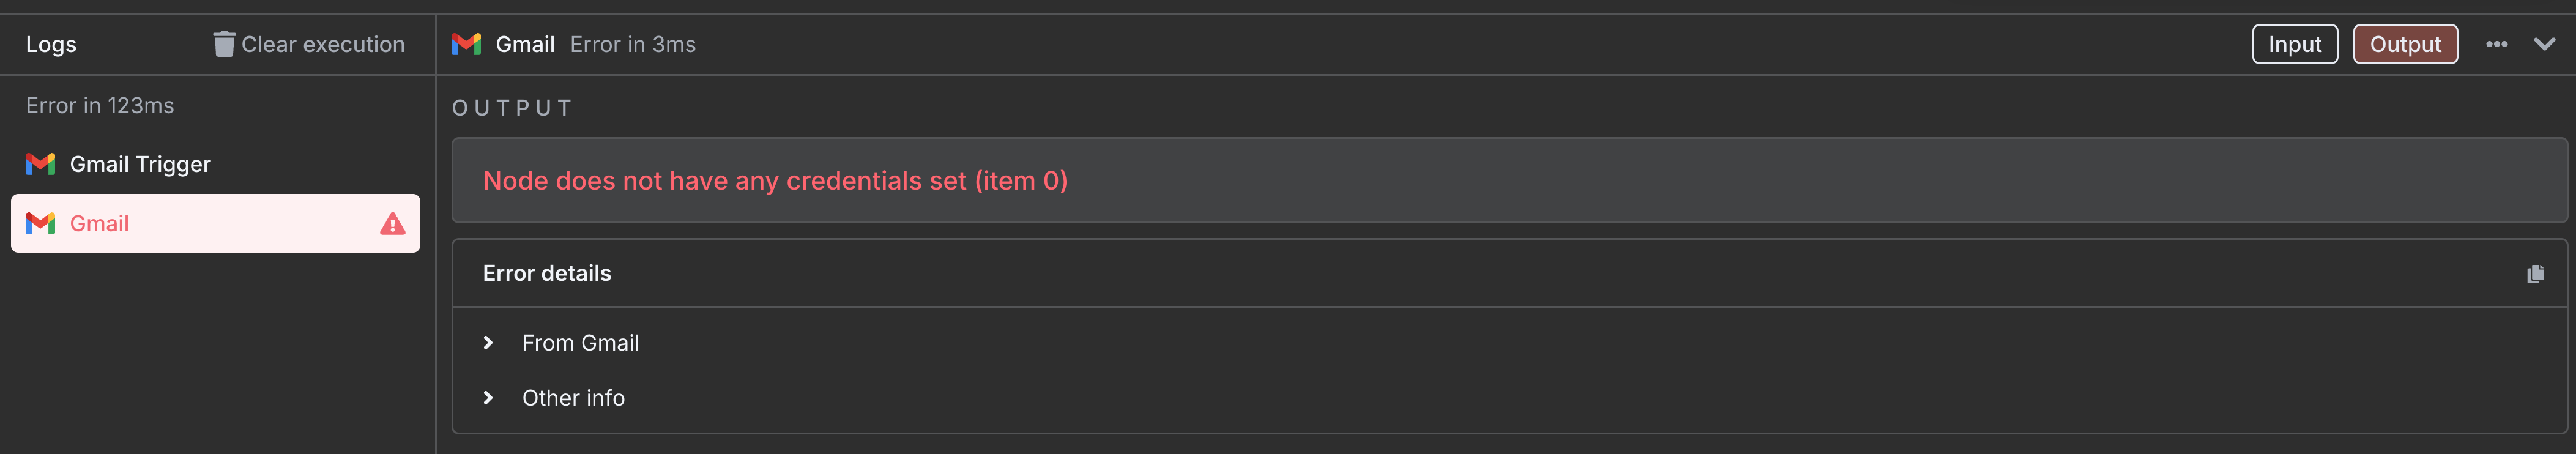 Logs
Clear execution
Gmail Error in 3ms
Input
Output
Error in 123ms
Gmail Trigger
Gmail
OUTPUT
Node does not have any credentials set (item 0)
Error details
From Gmail
Other info